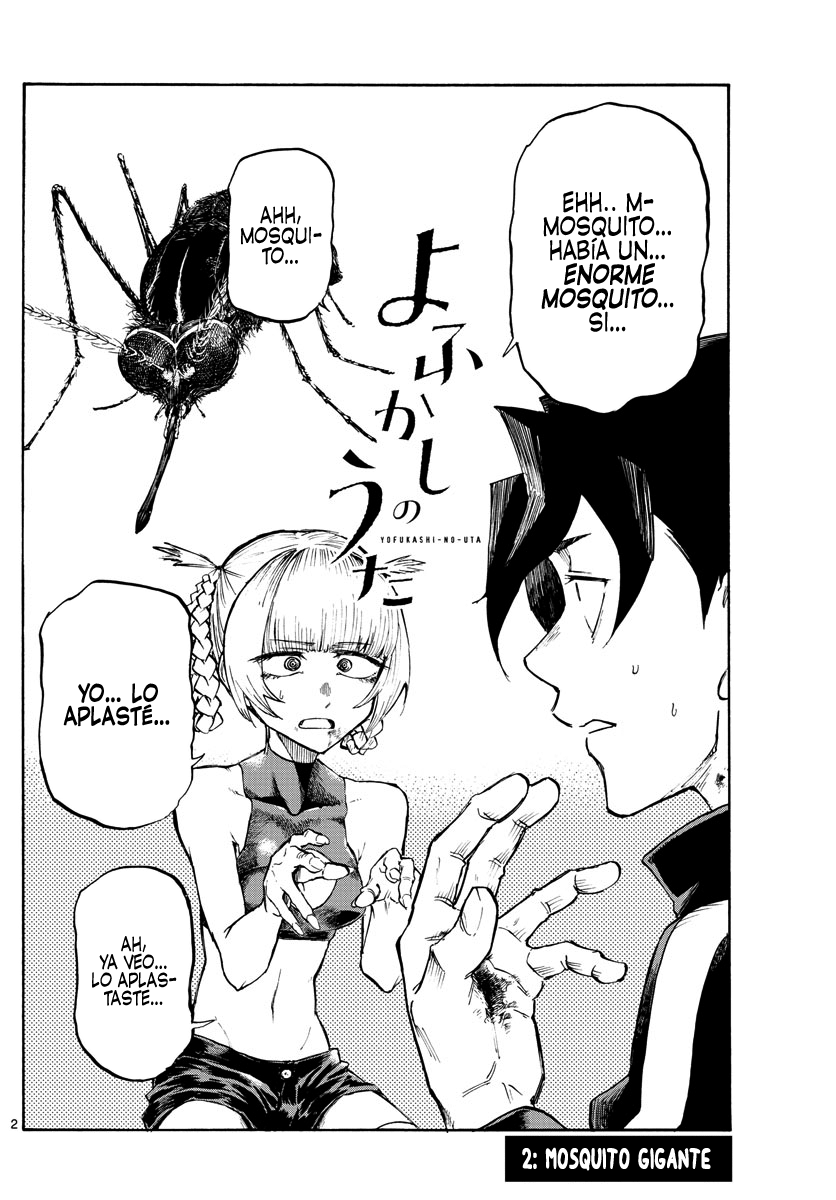 EHH.. M-
MOSQUITO...
HABÍA UN...
ENORME
MOSQUITO...
SI...
AHH,
MOSQUI-
TO...
よふかしのうた
YOFUKASHI-NO-UTA
YO... LO
APLASTÉ...
AH,
YA VEO...
LO APLAS-
TASTE...
2
2: MOSQUITO GIGANTE